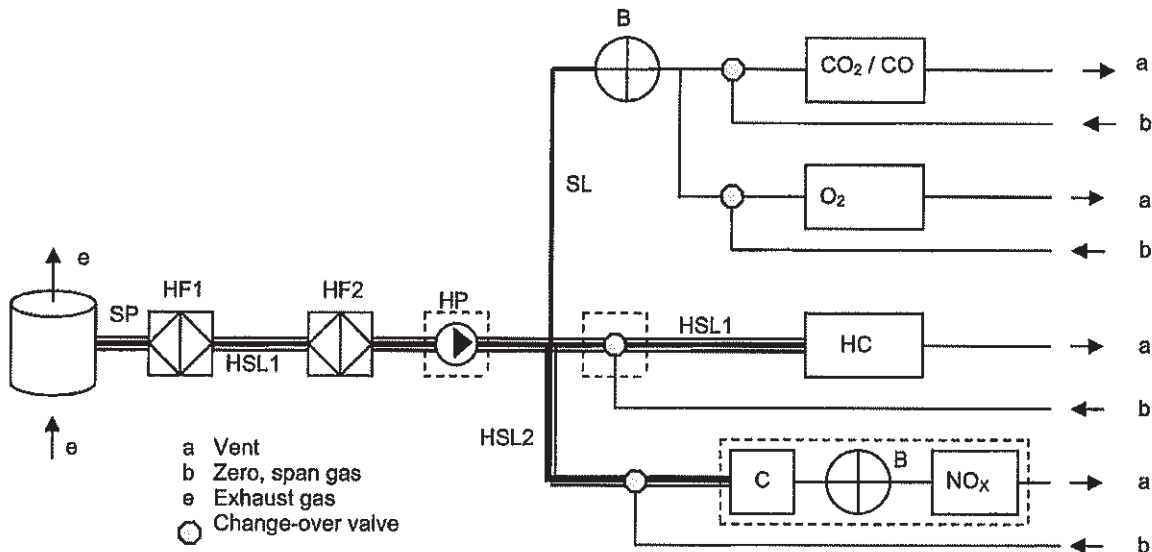 B
CO₂ / CO
a
b
SL
O₂
a
b
e
SP
HF1
HF2
HP
HSL1
HSL1
HC
a
b
e
HSL2
a Vent
b Zero, span gas
e Exhaust gas
Change-over valve
C
B
NOX
a
b